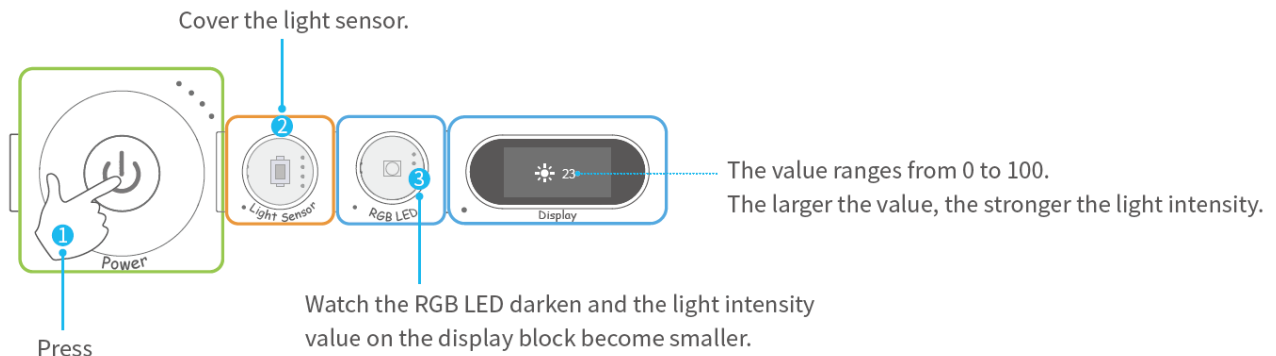 Cover the light sensor.
2
Light Sensor
3
RGB LED
23
Display
The value ranges from 0 to 100.
The larger the value, the stronger the light intensity.
1
Power
Watch the RGB LED darken and the light intensity
value on the display block become smaller.
Press